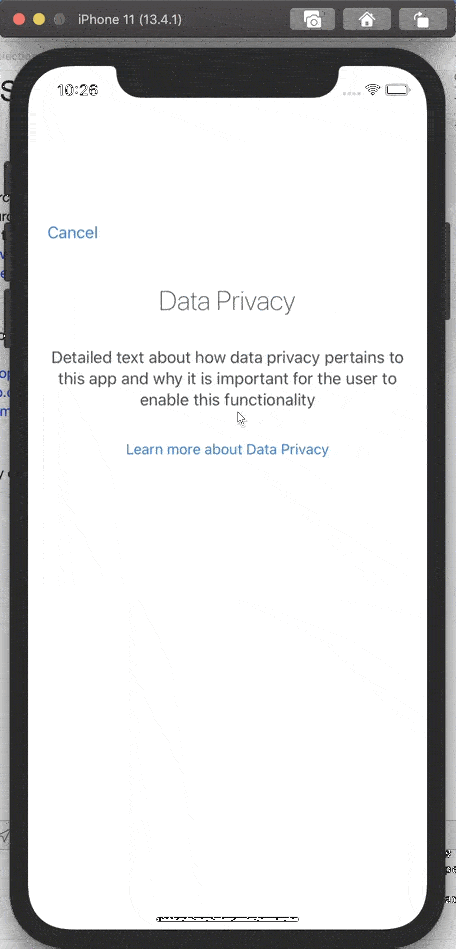 iPhone 11 (13.4.1)
10:26
Cancel
Data Privacy
Detailed text about how data privacy pertains to
this app and why it is important for the user to
enable this functionality
Learn more about Data Privacy